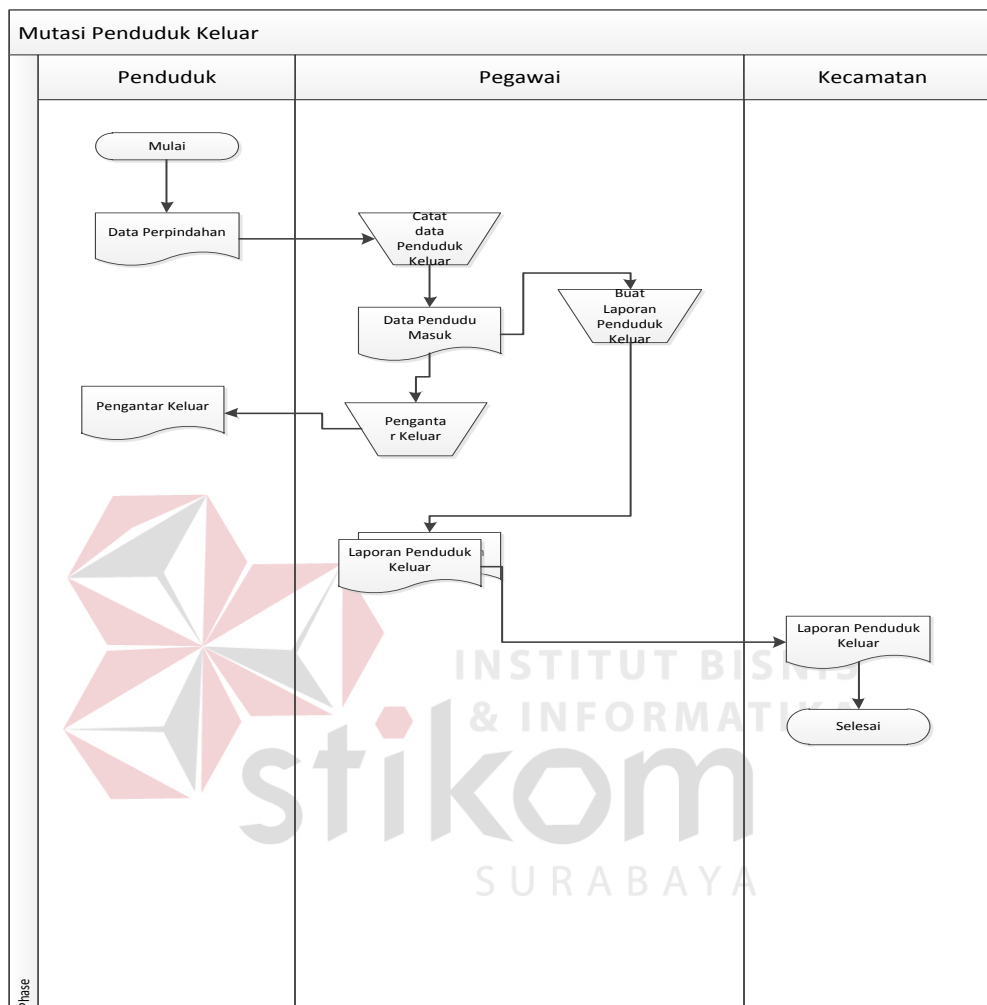 Mutasi Penduduk Keluar
Penduduk
Pegawai
Kecamatan
Mulai
Data Perpindahan
Catat
data
Penduduk
Keluar
Buat
Laporan
Penduduk
Keluar
Data Pendudu
Masuk
Pengantar Keluar
Penganta
r Keluar
Laporan Penduduk
Keluar
n
Laporan Penduduk
Keluar
Selesai
INSTITUT BISNIS
& INFORMATIKA
stikom
SURABAYA
Phase